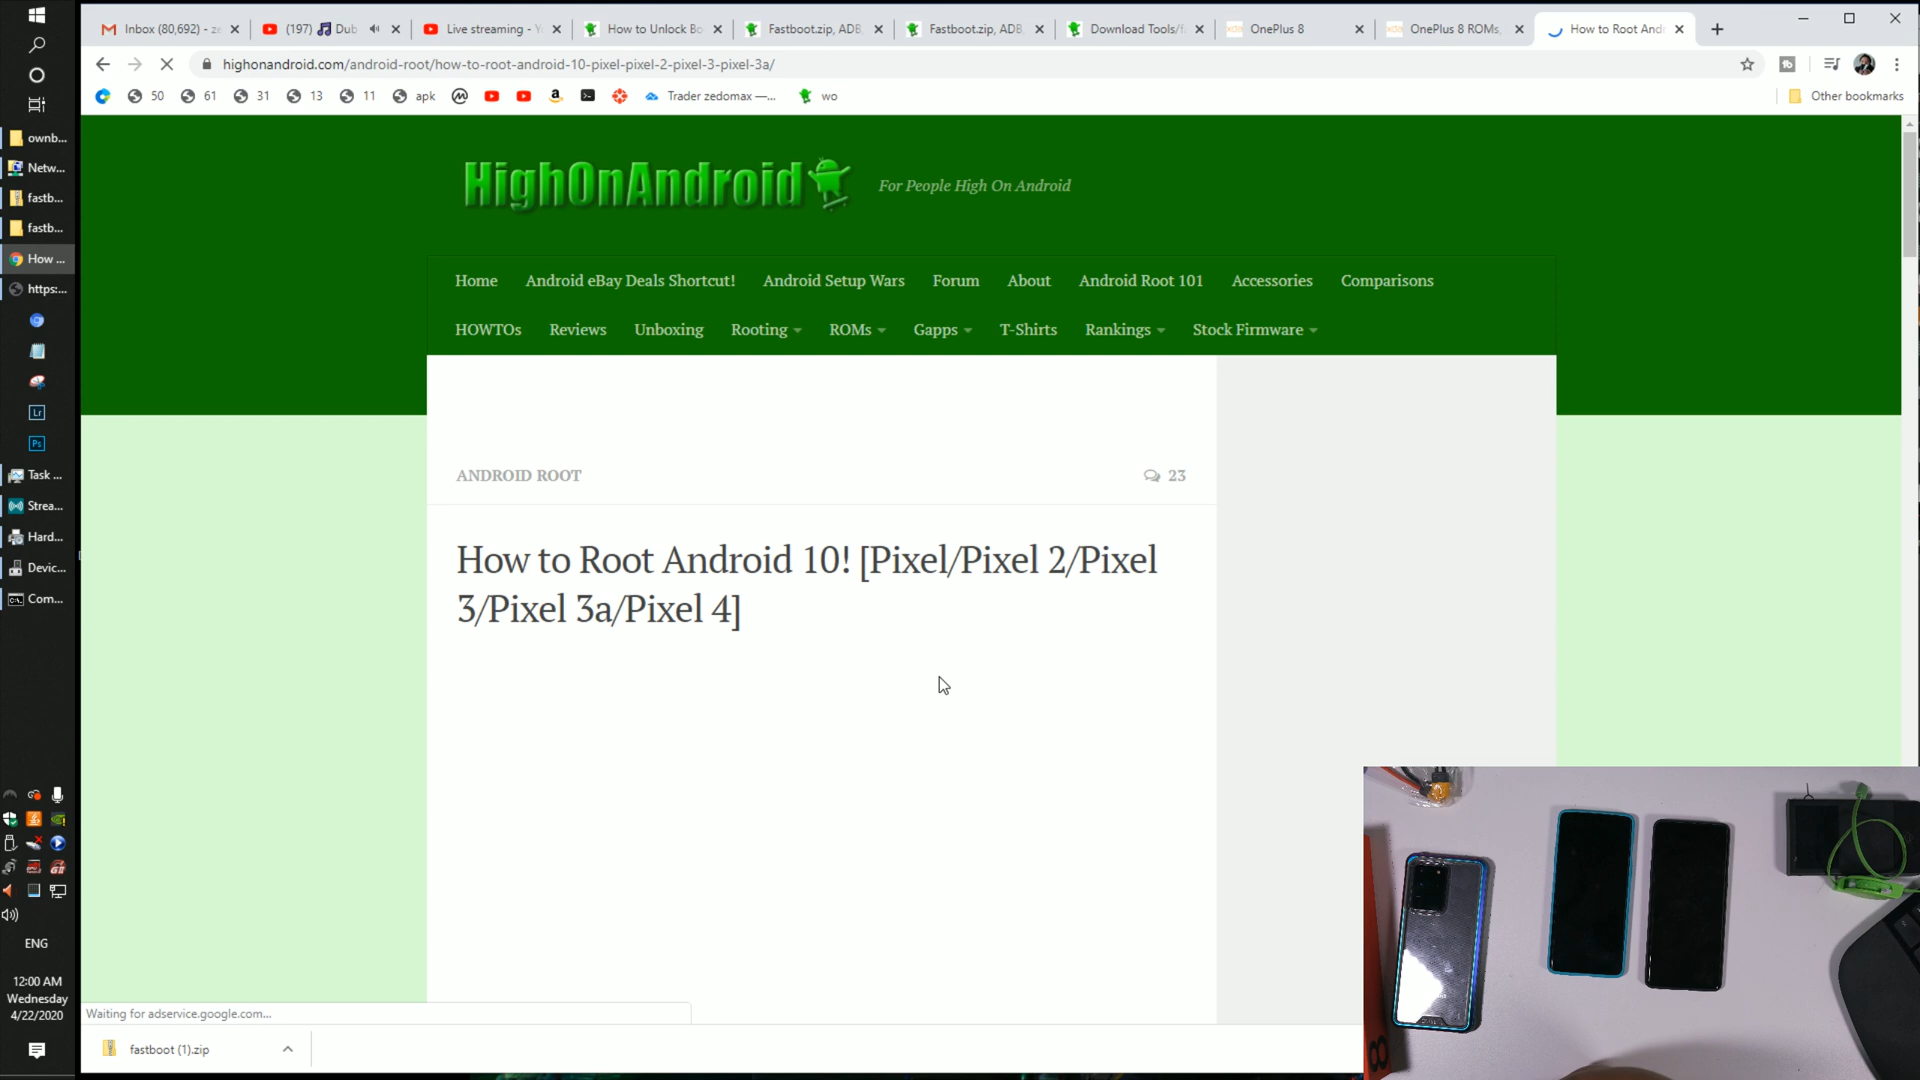 Inbox (80,692) - ze
(197) 🎵 Dub
Live streaming - Y
How to Unlock Bo
Fastboot.zip, ADB,
Fastboot.zip, ADB,
Download Tools/f
OnePlus 8
OnePlus 8 ROMs,
How to Root And
highonandroid.com/android-root/how-to-root-android-10-pixel-pixel-2-pixel-3-pixel-3a/
50 61 31 13 11 apk Trader zedomax —... wo Other bookmarks
HighOnAndroid For People High On Android
Home Android eBay Deals Shortcut! Android Setup Wars Forum About Android Root 101 Accessories Comparisons
HOWTOs Reviews Unboxing Rooting ROMs Gapps T-Shirts Rankings Stock Firmware
ANDROID ROOT 23
How to Root Android 10! [Pixel/Pixel 2/Pixel
3/Pixel 3a/Pixel 4]
Waiting for adservice.google.com...
fastboot (1).zip
ownb...
Netw...
fastb...
fastb...
How ...
https:...
Lr
Ps
Task ...
Strea...
Hard...
Devic...
Com...
ENG
12:00 AM
Wednesday
4/22/2020
8